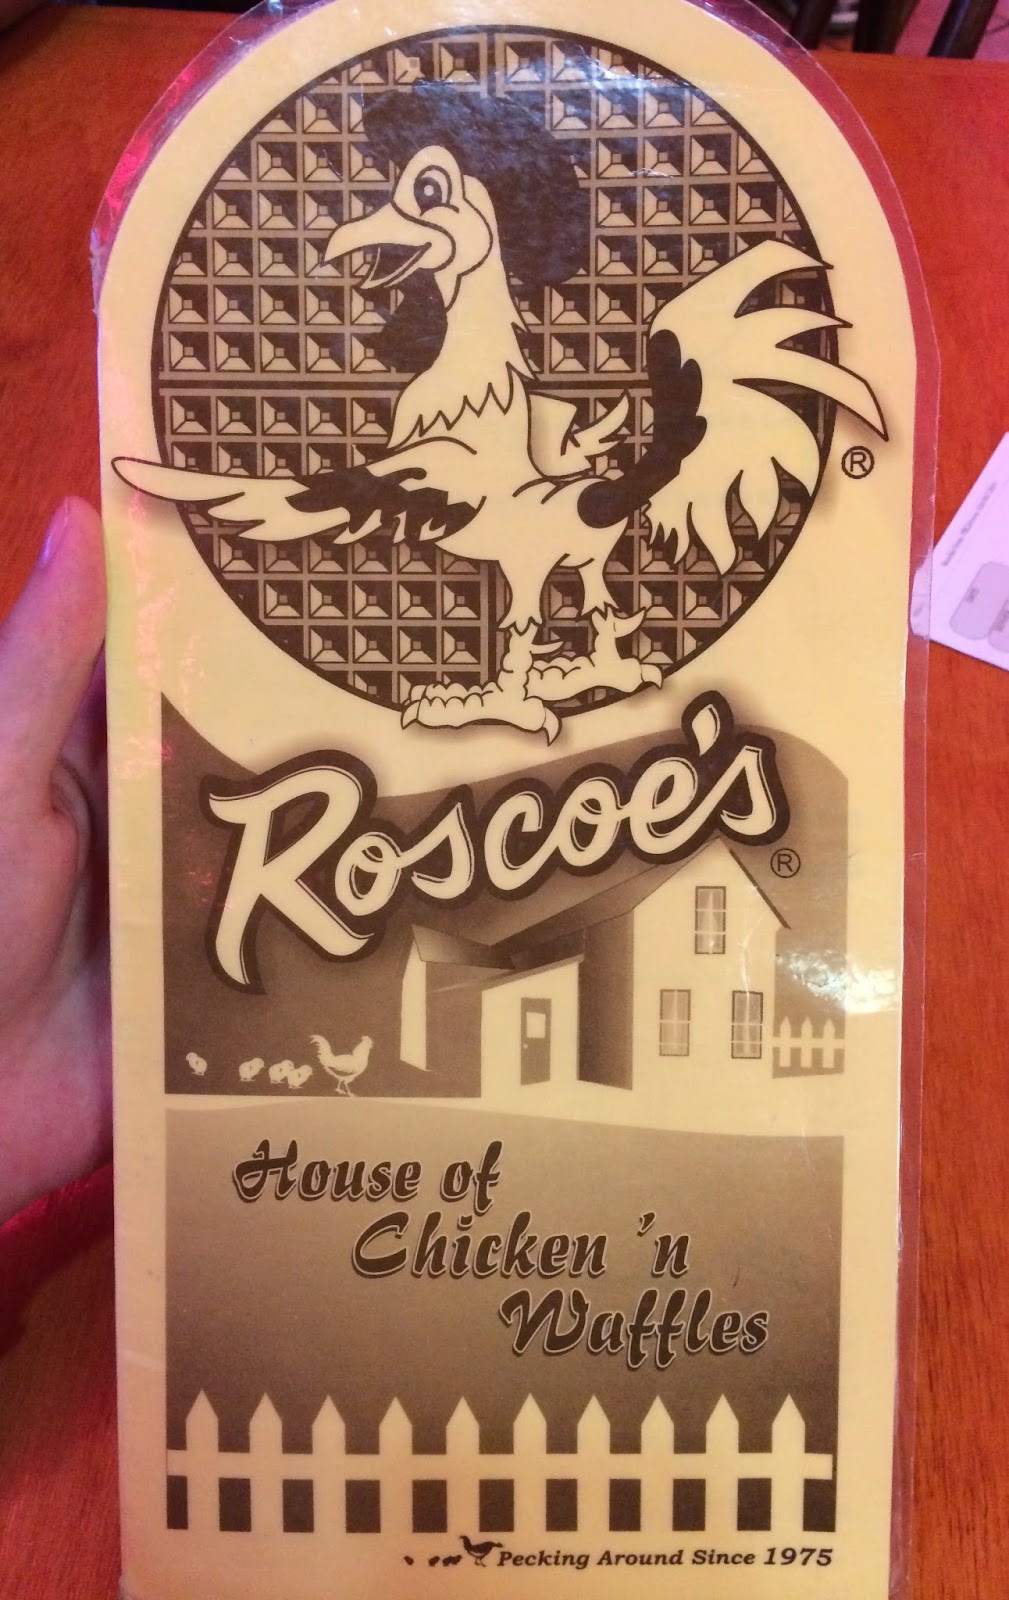 ®
Roscoe's
®
House of
Chicken 'n
Waffles
Pecking Around Since 1975